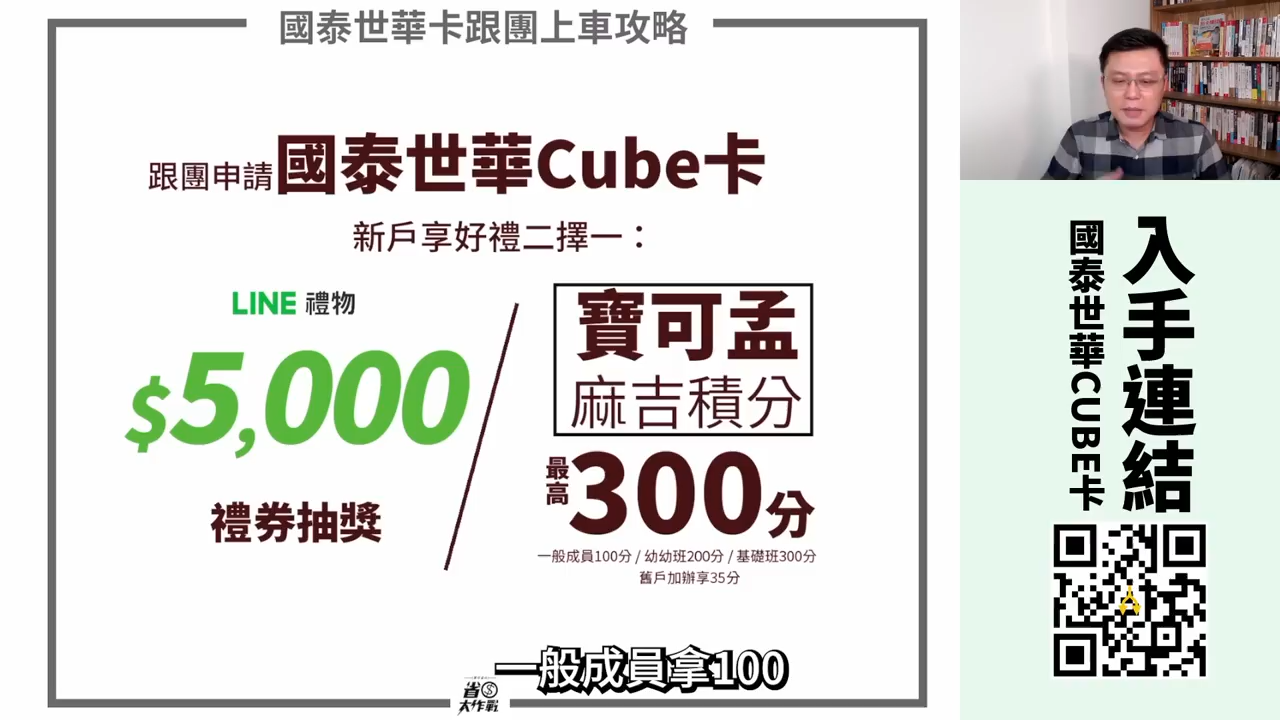 國泰世華卡跟團上車攻略
跟團申請國泰世華Cube卡
新戶享好禮二擇一：
LINE 禮物
$5,000
禮券抽獎
寶可孟
麻吉積分
最高300分
一般成員100分 / 幼幼班200分 / 基礎班300分
舊戶加辦享35分
一般成員拿100
省$大作戰
入手連結
國泰世華CUBE卡